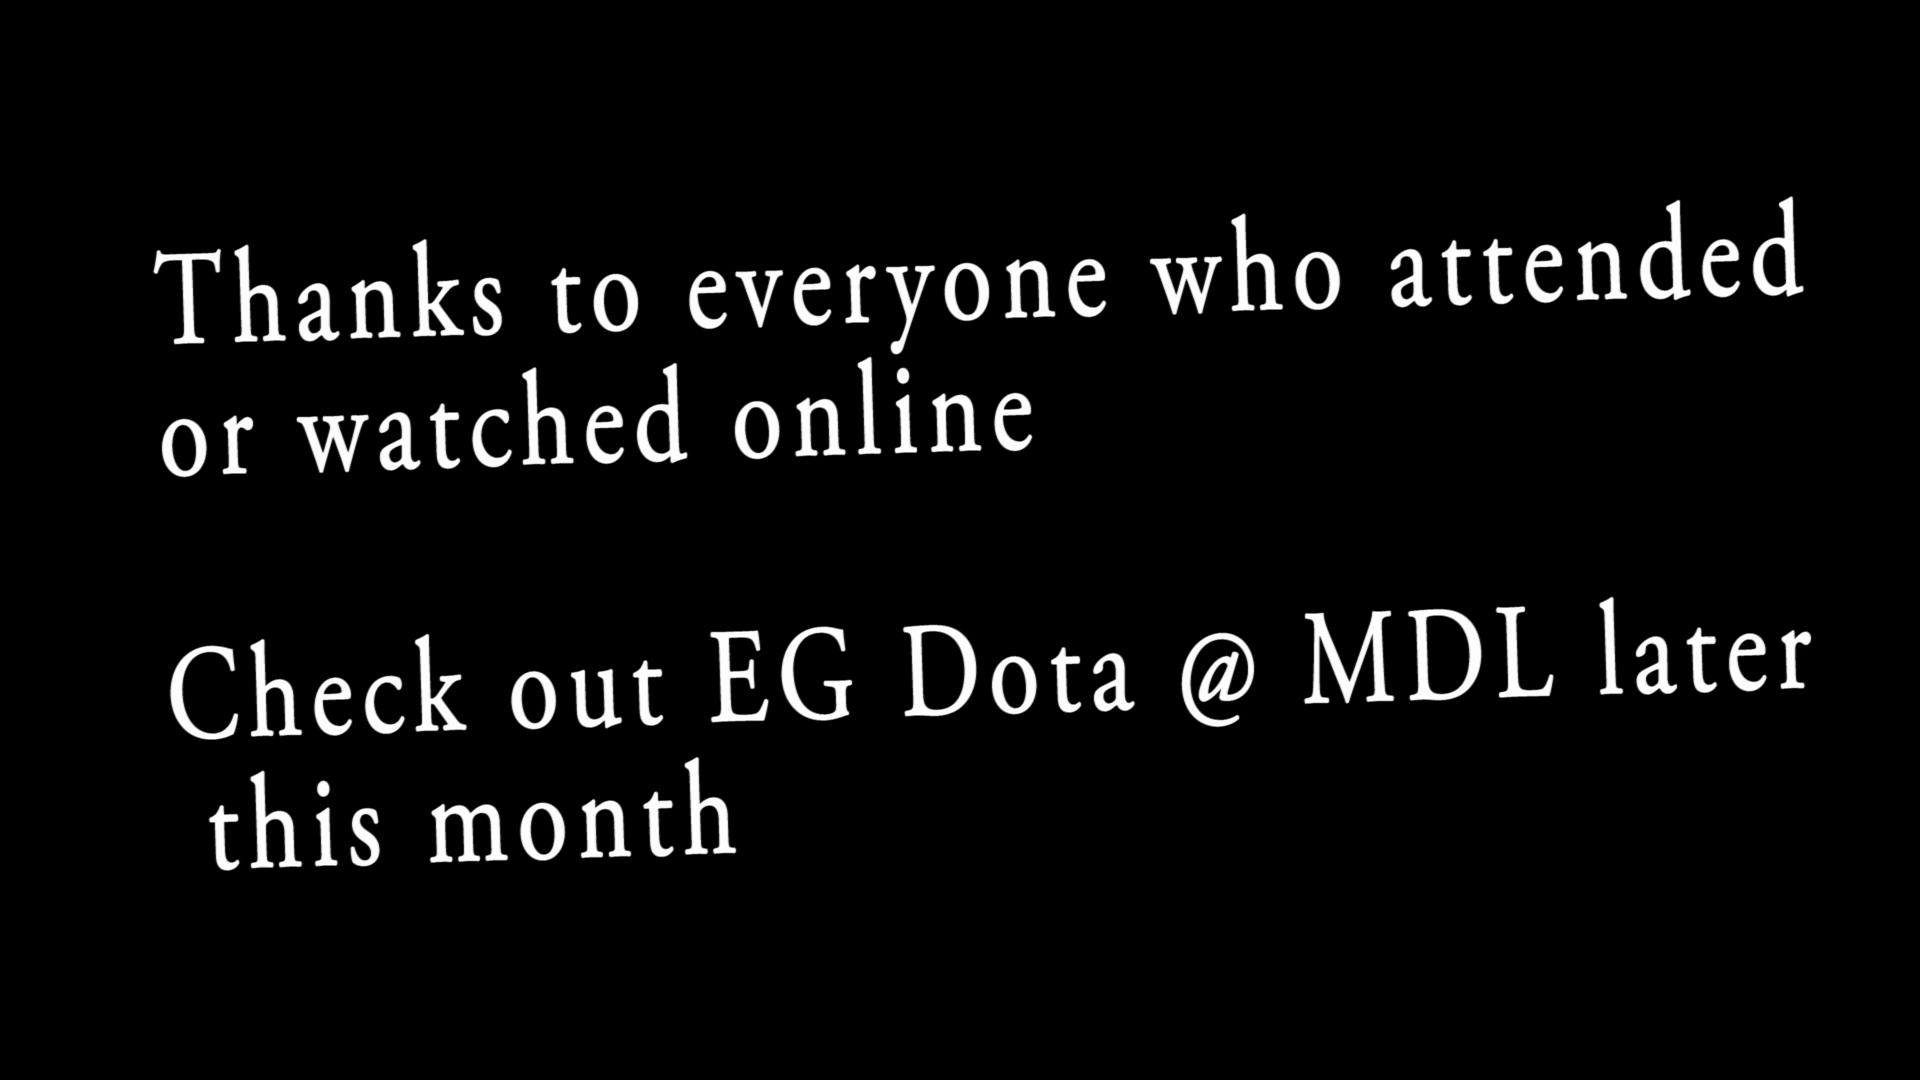 Thanks to everyone who attended
or watched online
Check out EG Dota @ MDL later
this month